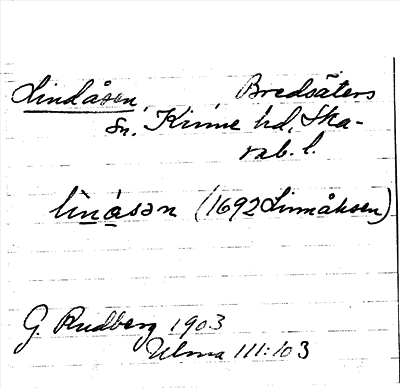 Lindåsen, Bredsäters
sn. Kinne hd, Ska-
rab. l.
lìnåsən (1692 Linnåhsen)
G Rudberg 1903
Ulma 111:103